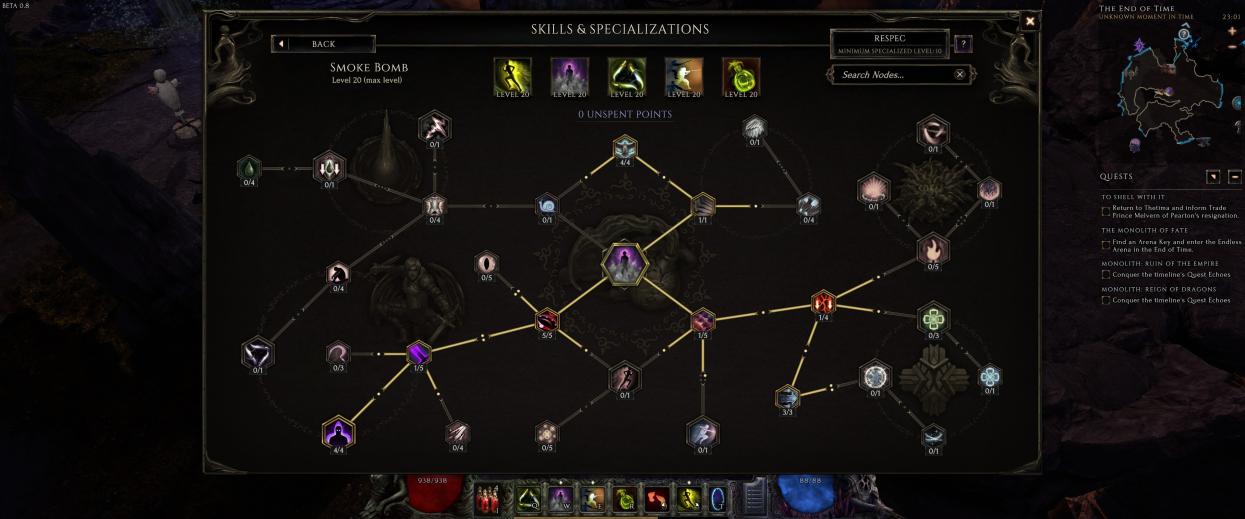 BETA 0.8
SKILLS & SPECIALIZATIONS
BACK
RESPEC
MINIMUM SPECIALIZED LEVEL: 10
?
SMOKE BOMB
Level 20 (max level)
LEVEL 20
LEVEL 20
LEVEL 20
LEVEL 20
LEVEL 20
Search Nodes...
0 UNSPENT POINTS
0/1
0/1
0/1
4/4
0/4
0/1
0/1
0/1
0/4
0/1
1/1
0/4
0/5
0/5
0/4
1/4
5/5
1/5
0/3
0/1
0/3
1/5
0/1
0/1
0/1
3/3
4/4
0/4
0/5
0/1
0/1
938/938
88/88
Q
W
E
R
T
THE END OF TIME
UNKNOWN MOMENT IN TIME
23:01
QUESTS
TO SHELL WITH IT
Return to Thetima and inform Trade
Prince Melvern of Pearton's resignation.
THE MONOLITH OF FATE
Find an Arena Key and enter the Endless
Arena in the End of Time.
MONOLITH: RUIN OF THE EMPIRE
Conquer the timeline's Quest Echoes
MONOLITH: REIGN OF DRAGONS
Conquer the timeline's Quest Echoes